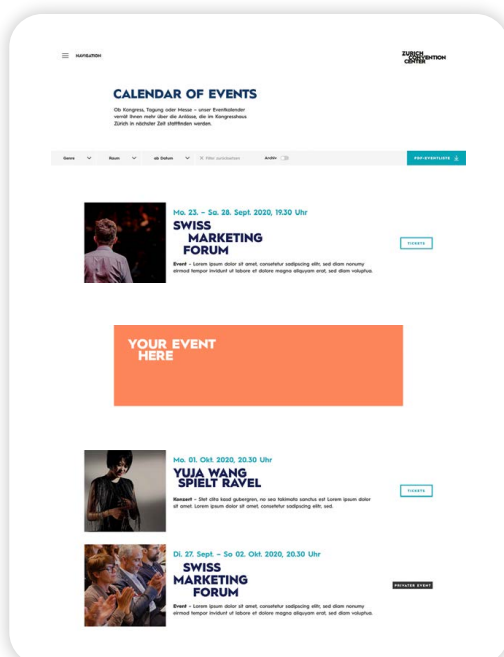 NAVIGATION
ZURICH
CONVENTION
CENTER
CALENDAR OF EVENTS
Ob Kongress, Tagung oder Messe – unser Eventkalender
verrät Ihnen mehr über die Anlässe, die im Kongresshaus
Zürich in nächster Zeit stattfinden werden.
Genre Raum ab Datum Filter zurücksetzen Archiv PDF-EVENTLISTE
Mo. 23. – Sa. 28. Sept. 2020, 19.30 Uhr
SWISS
MARKETING
FORUM
TICKETS
Event – Lorem ipsum dolor sit amet, consetetur sadipscing elitr, sed diam nonumy
eirmod tempor invidunt ut labore et dolore magna aliquyam erat, sed diam voluptua.
YOUR EVENT
HERE
Mo. 01. Okt. 2020, 20.30 Uhr
YUJA WANG
SPIELT RAVEL
TICKETS
Konzert – Stet clita kasd gubergren, no sea takimata sanctus est Lorem ipsum dolor
sit amet. Lorem ipsum dolor sit amet, consetetur sadipscing elitr, sed.
Di. 27. Sept. – So 02. Okt. 2020, 20.30 Uhr
SWISS
MARKETING
FORUM
PRIVATER EVENT
Event – Lorem ipsum dolor sit amet, consetetur sadipscing elitr, sed diam nonumy
eirmod tempor invidunt ut labore et dolore magna aliquyam erat, sed diam voluptua.